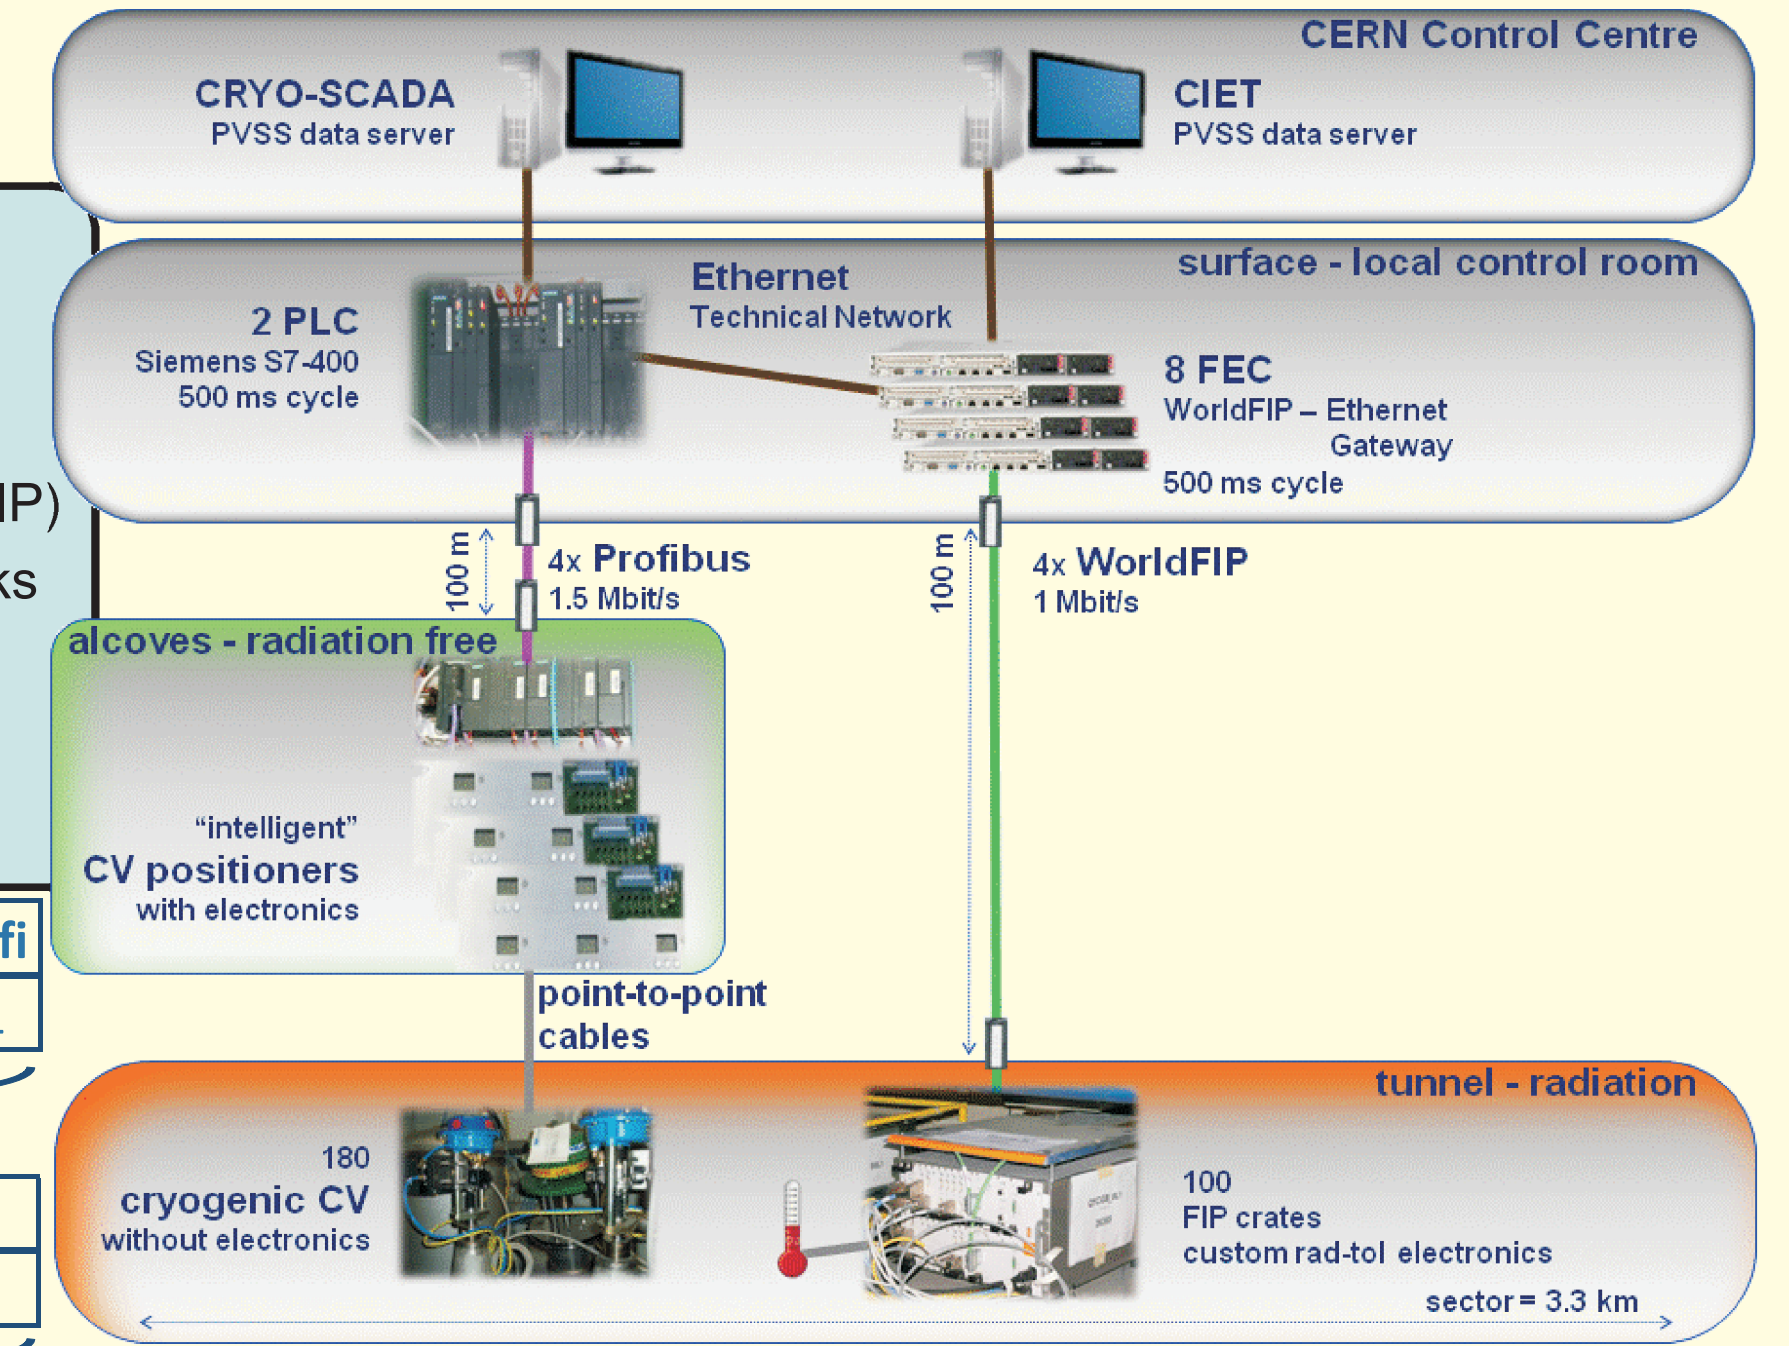 CERN Control Centre
CRYO-SCADA
PVSS data server
CIET
PVSS data server
surface - local control room
Ethernet
Technical Network
2 PLC
Siemens S7-400
500 ms cycle
8 FEC
WorldFIP – Ethernet
Gateway
500 ms cycle
IP)
ks
100 m
4x Profibus
1.5 Mbit/s
100 m
4x WorldFIP
1 Mbit/s
alcoves - radiation free
“intelligent”
CV positioners
with electronics
fi
point-to-point
cables
tunnel - radiation
180
cryogenic CV
without electronics
100
FIP crates
custom rad-tol electronics
sector = 3.3 km